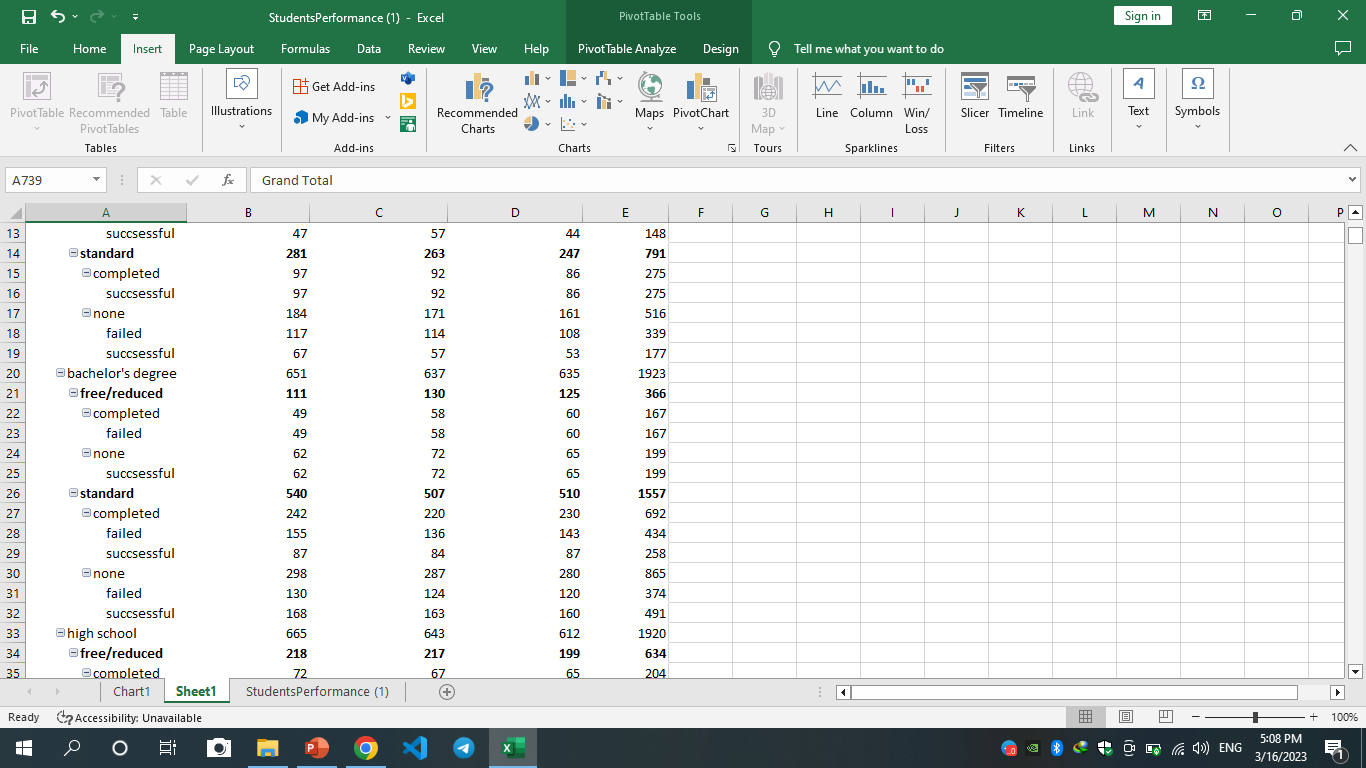 StudentsPerformance (1) - Excel
PivotTable Tools
Sign in
File Home Insert Page Layout Formulas Data Review View Help PivotTable Analyze Design Tell me what you want to do
PivotTable
Recommended PivotTables
Table
Tables
Illustrations
Get Add-ins
My Add-ins
Add-ins
Recommended Charts
Maps
PivotChart
Charts
3D Map
Tours
Line
Column
Win/Loss
Sparklines
Slicer
Timeline
Filters
Link
Links
Text
Symbols
A739 fx Grand Total
A B C D E F G H I J K L M N O P
13 succsessful 47 57 44 148
14 standard 281 263 247 791
15 completed 97 92 86 275
16 succsessful 97 92 86 275
17 none 184 171 161 516
18 failed 117 114 108 339
19 succsessful 67 57 53 177
20 bachelor's degree 651 637 635 1923
21 free/reduced 111 130 125 366
22 completed 49 58 60 167
23 failed 49 58 60 167
24 none 62 72 65 199
25 succsessful 62 72 65 199
26 standard 540 507 510 1557
27 completed 242 220 230 692
28 failed 155 136 143 434
29 succsessful 87 84 87 258
30 none 298 287 280 865
31 failed 130 124 120 374
32 succsessful 168 163 160 491
33 high school 665 643 612 1920
34 free/reduced 218 217 199 634
35 completed 72 67 65 204
Chart1 Sheet1 StudentsPerformance (1)
Ready Accessibility: Unavailable 100%
ENG 5:08 PM
3/16/2023 1